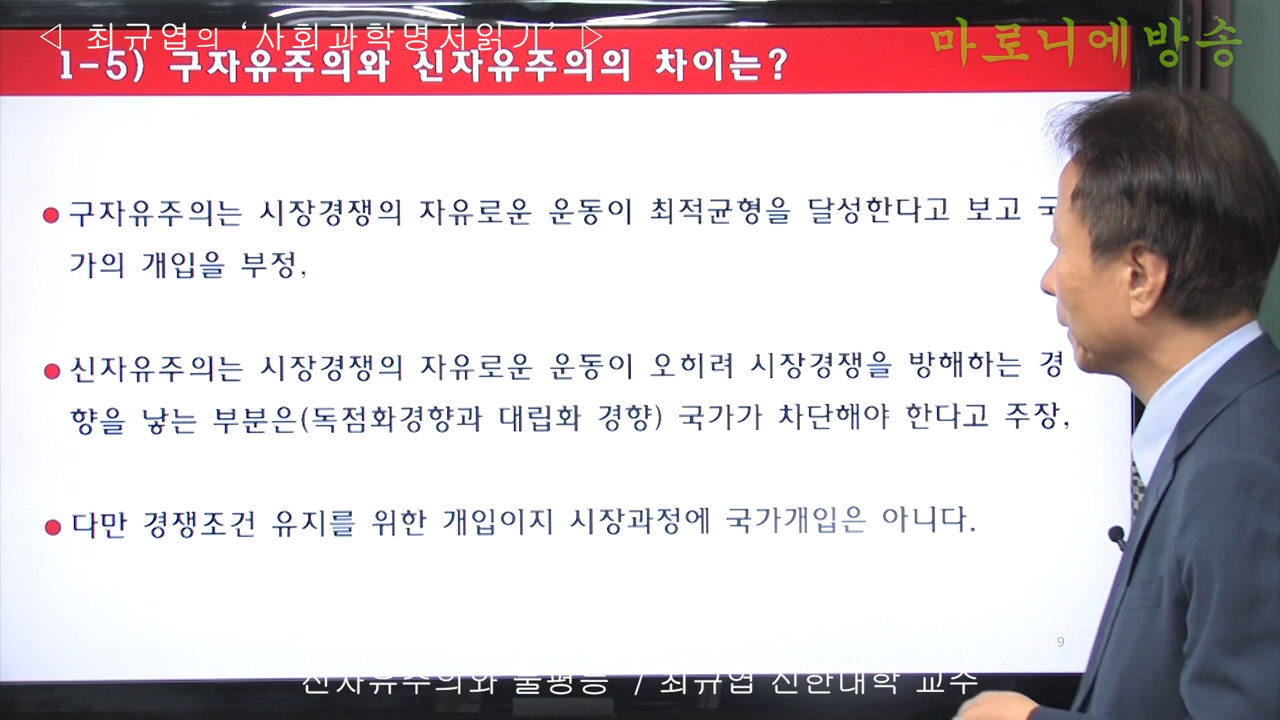 ◁ 최규엽의 ‘사회과학명저읽기’ ▷
마로니에방송
1-5) 구자유주의와 신자유주의의 차이는?
● 구자유주의는 시장경쟁의 자유로운 운동이 최적균형을 달성한다고 보고
가의 개입을 부정,
● 신자유주의는 시장경쟁의 자유로운 운동이 오히려 시장경쟁을 방해하는 경
향을 낳는 부분은(독점화경향과 대립화 경향) 국가가 차단해야 한다고 주장,
● 다만 경쟁조건 유지를 위한 개입이지 시장과정에 국가개입은 아니다.
9
신자유주의와 불평등 / 최규엽 신한대학 교수